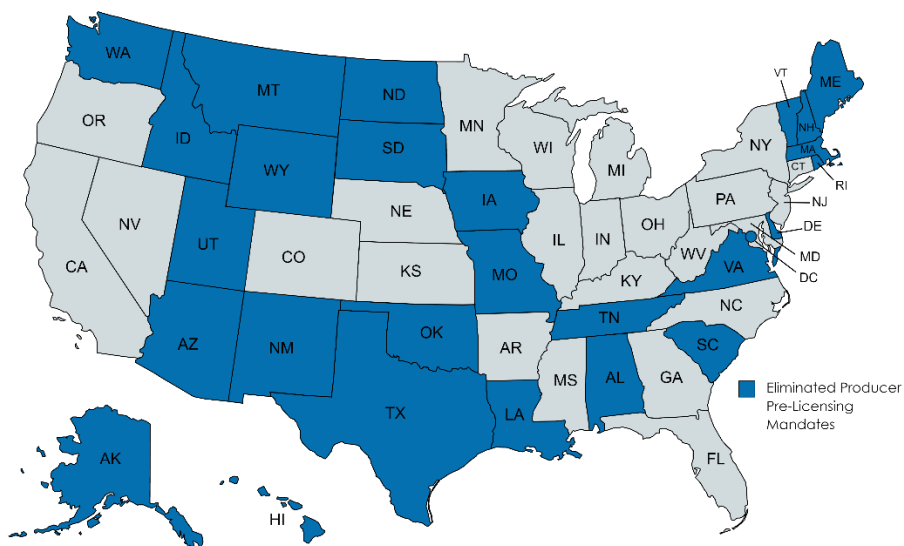 WA
MT
ND
MN
VT
ME
OR
ID
SD
WI
MI
NY
NH
MA
WY
CT
RI
IA
NE
PA
NJ
NV
UT
IL
IN
OH
DE
CO
WV
MD
CA
KS
MO
KY
VA
DC
NC
TN
AZ
NM
OK
AR
SC
MS
AL
GA
Eliminated Producer
Pre-Licensing
Mandates
TX
LA
FL
AK
HI